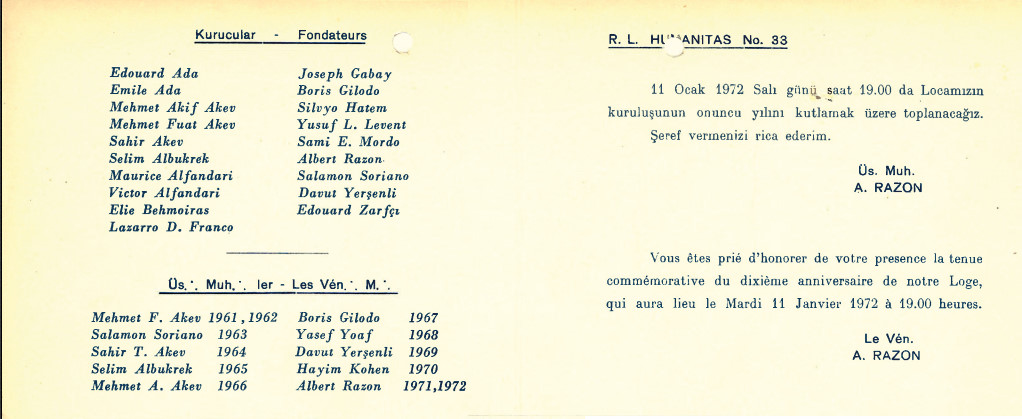 Kurucular - Fondateurs
Edouard Ada
Emile Ada
Mehmet Akif Akev
Mehmet Fuat Akev
Sahir Akev
Selim Albukrek
Maurice Alfandari
Victor Alfandari
Elie Behmoiras
Lazarro D. Franco
Joseph Gabay
Boris Gilodo
Silvyo Hatem
Yusuf L. Levent
Sami E. Mordo
Albert Razon
Salamon Soriano
Davut Yerşenli
Edouard Zarfçı
Üs.·. Muh.·. ler - Les Vén.·. M.·.
Mehmet F. Akev 1961,1962
Salamon Soriano 1963
Sahir T. Akev 1964
Selim Albukrek 1965
Mehmet A. Akev 1966
Boris Gilodo 1967
Yasef Yoaf 1968
Davut Yerşenli 1969
Hayim Kohen 1970
Albert Razon 1971,1972
R. L. HUMANITAS No. 33
11 Ocak 1972 Salı günü saat 19.00 da Locamızın
kuruluşunun onuncu yılını kutlamak üzere toplanacağız.
Şeref vermenizi rica ederim.
Üs. Muh.
A. RAZON
Vous êtes prié d'honorer de votre presence la tenue
commémorative du dixième anniversaire de notre Loge,
qui aura lieu le Mardi 11 Janvier 1972 à 19.00 heures.
Le Vén.
A. RAZON